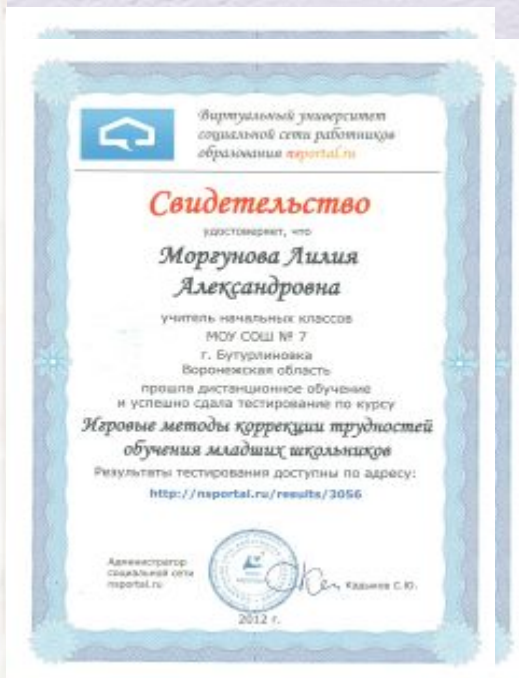 Виртуальный университет
социальной сети работников
образования nsportal.ru
Свидетельство
удостоверяет, что
Моргунова Лилия
Александровна
учитель начальных классов
МОУ СОШ № 7
г. Бутурлиновка
Воронежская область
прошла дистанционное обучение
и успешно сдала тестирование по курсу
Игровые методы коррекции трудностей
обучения младших школьников
Результаты тестирования доступны по адресу:
http://nsportal.ru/results/3056
Администратор
социальной сети
nsportal.ru
Кадыков С.Ю.
2012 г.